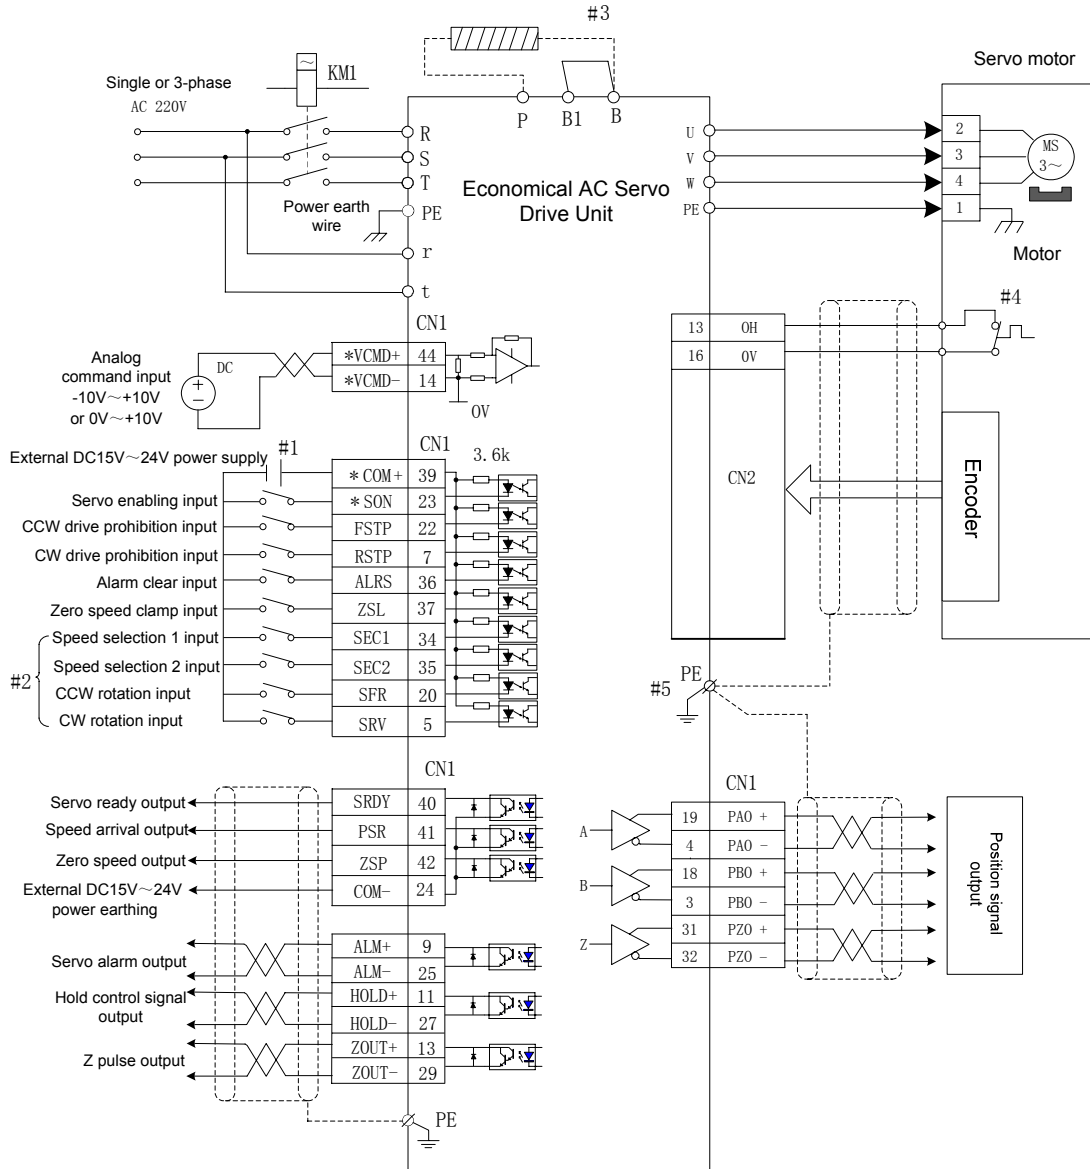 #3
Servo motor
KM1
Single or 3-phase
AC 220V
P B1 B
R
S
T
PE
r
t
Power earth
wire
Economical AC Servo
Drive Unit
U
V
W
PE
2
3
4
1
MS
3~
Motor
CN1
Analog
command input
-10V～+10V
or 0V～+10V
DC
*VCMD+ 44
*VCMD- 14
0V
13 OH
16 0V
CN2
#4
Encoder
CN1
3.6k
External DC15V～24V power supply
#1
* COM+ 39
Servo enabling input
* SON 23
CCW drive prohibition input
FSTP 22
CW drive prohibition input
RSTP 7
Alarm clear input
ALRS 36
Zero speed clamp input
ZSL 37
#2
Speed selection 1 input
SEC1 34
Speed selection 2 input
SEC2 35
CCW rotation input
SFR 20
CW rotation input
SRV 5
#5
PE
CN1
Servo ready output
SRDY 40
Speed arrival output
PSR 41
Zero speed output
ZSP 42
External DC15V～24V
power earthing
COM- 24
Servo alarm output
ALM+ 9
ALM- 25
Hold control signal
output
HOLD+ 11
HOLD- 27
Z pulse output
ZOUT+ 13
ZOUT- 29
PE
CN1
A
19 PAO +
4 PAO -
B
18 PBO +
3 PBO -
Z
31 PZO +
32 PZO -
Position signal
output